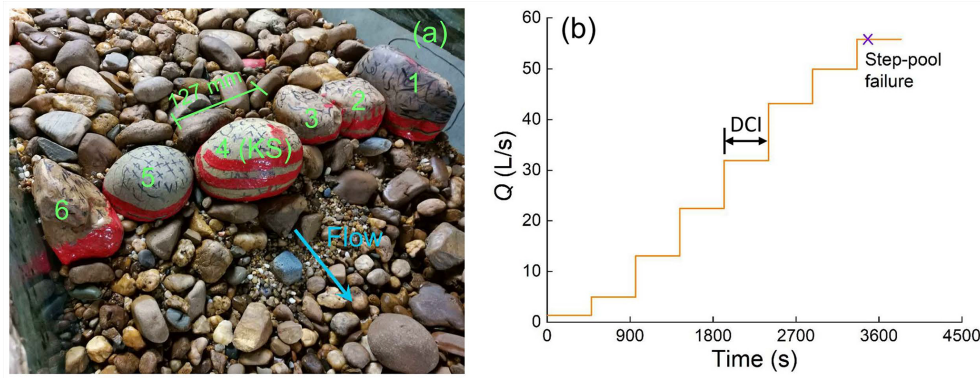 (a)
1
2
3
127 mm
4 (KS)
5
6
Flow
(b)
60
50
40
30
20
10
0
Q (L/s)
DCI
Step-pool
failure
0 900 1800 2700 3600 4500
Time (s)